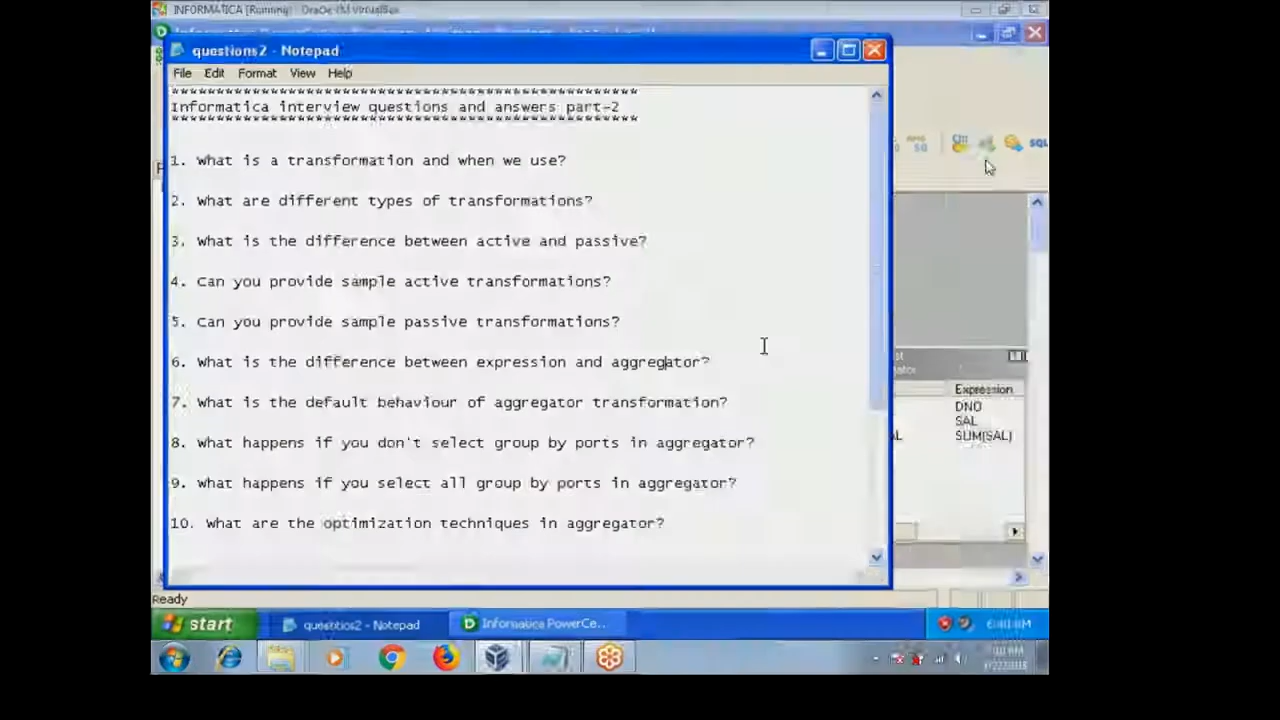 INFORMATICA [Running] - Oracle VM VirtualBox
questions2 - Notepad
File Edit Format View Help
****************************************************
Informatica interview questions and answers part-2
****************************************************
1. What is a transformation and when we use?
2. What are different types of transformations?
3. What is the difference between active and passive?
4. Can you provide sample active transformations?
5. Can you provide sample passive transformations?
6. What is the difference between expression and aggregator?
7. What is the default behaviour of aggregator transformation?
8. What happens if you don't select group by ports in aggregator?
9. what happens if you select all group by ports in aggregator?
10. What are the optimization techniques in aggregator?
SQL
Expression
DNO
SAL
SUM(SAL)
Ready
start
questios2 - Notepad
Informatica PowerCe...